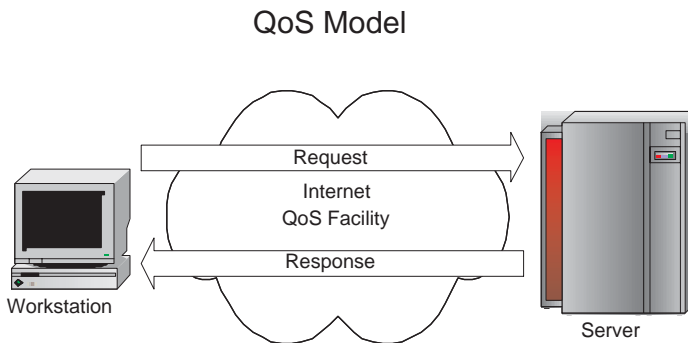 QoS Model
Request
Internet
QoS Facility
Response
Workstation
Server